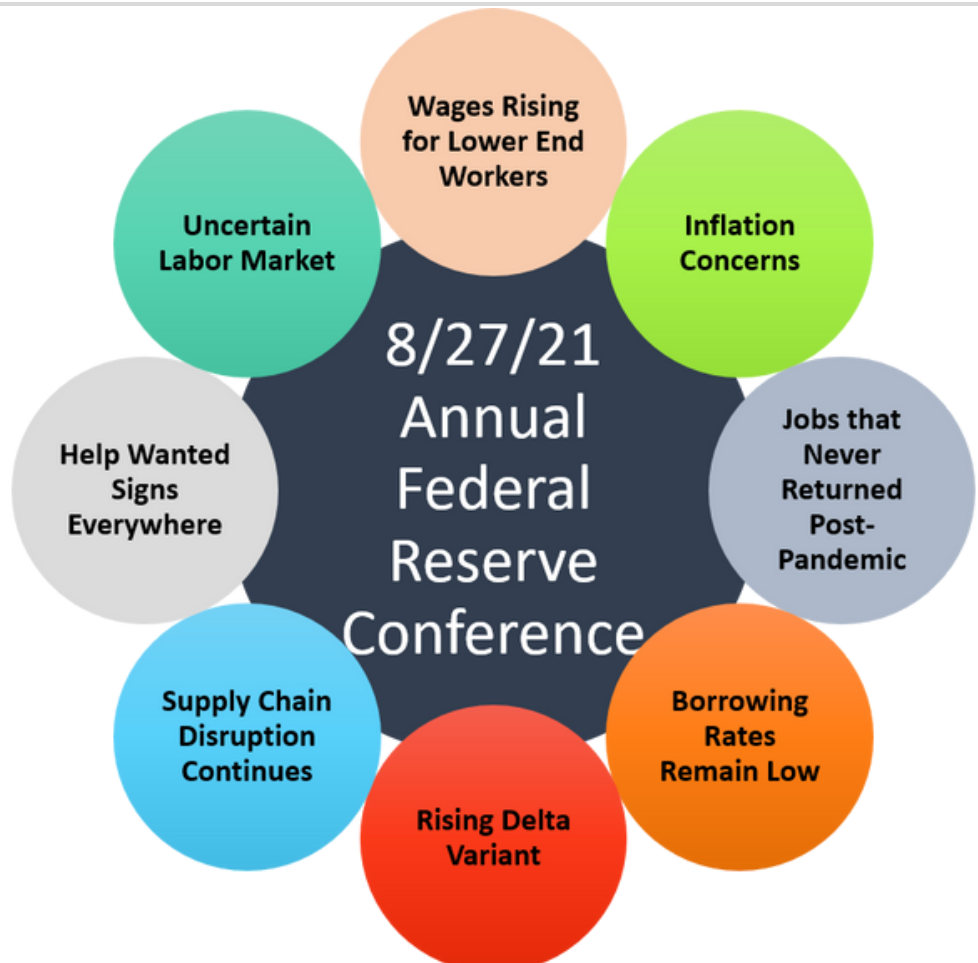 Wages Rising
for Lower End
Workers
Inflation
Concerns
Jobs that
Never
Returned
Post-
Pandemic
Borrowing
Rates
Remain Low
Rising Delta
Variant
Supply Chain
Disruption
Continues
Help Wanted
Signs
Everywhere
Uncertain
Labor Market
8/27/21
Annual
Federal
Reserve
Conference